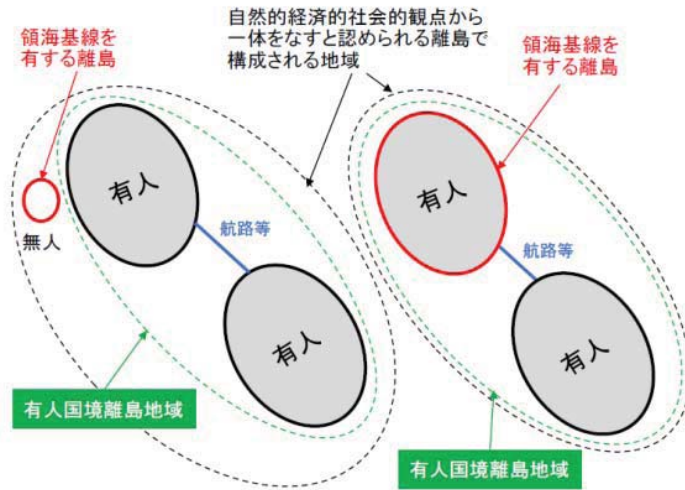 自然的経済的社会的観点から
一体をなすと認められる離島で
構成される地域
領海基線を
有する離島
領海基線を
有する離島
有人
有人
無人
航路等
航路等
有人
有人
有人国境離島地域
有人国境離島地域